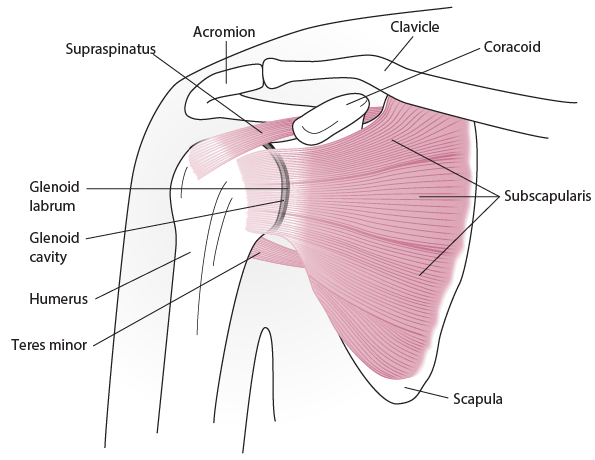 Clavicle
Acromion
Coracoid
Supraspinatus
Glenoid
labrum
Subscapularis
Glenoid
cavity
Humerus
Teres minor
Scapula